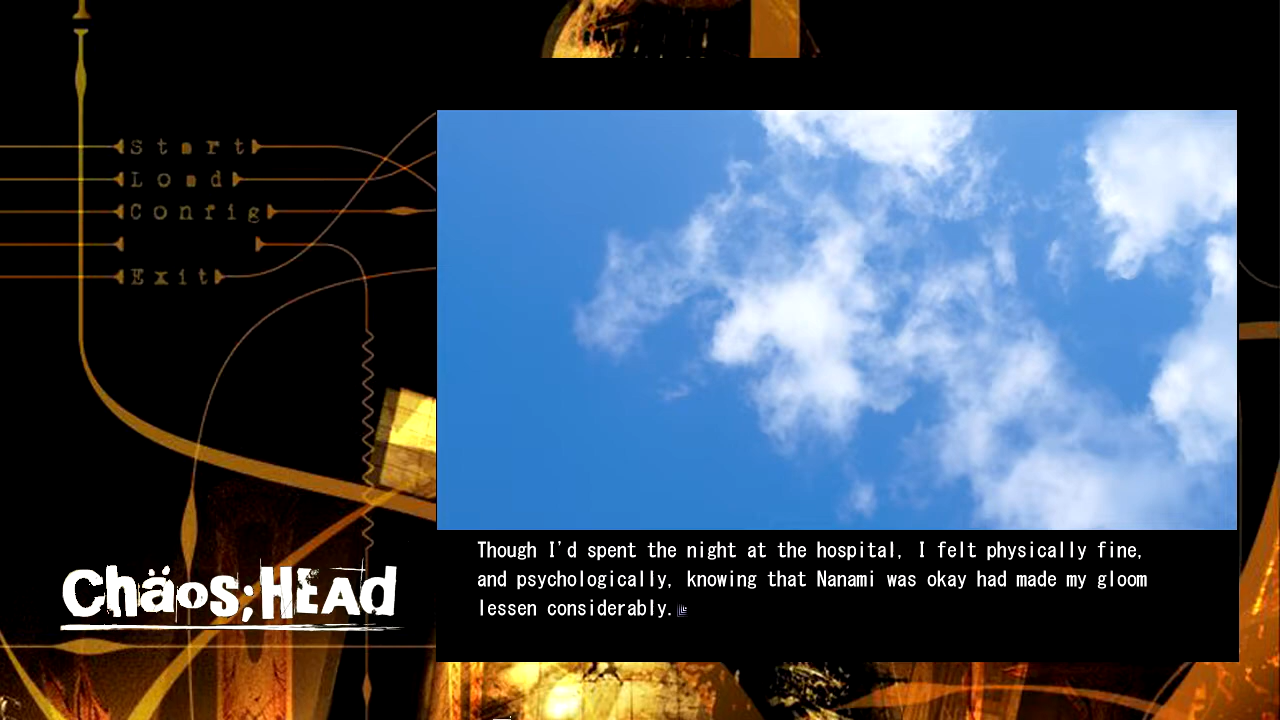 Start
Load
Config
Exit
Chäos;HEAd
Though I'd spent the night at the hospital, I felt physically fine,
and psychologically, knowing that Nanami was okay had made my gloom
lessen considerably.